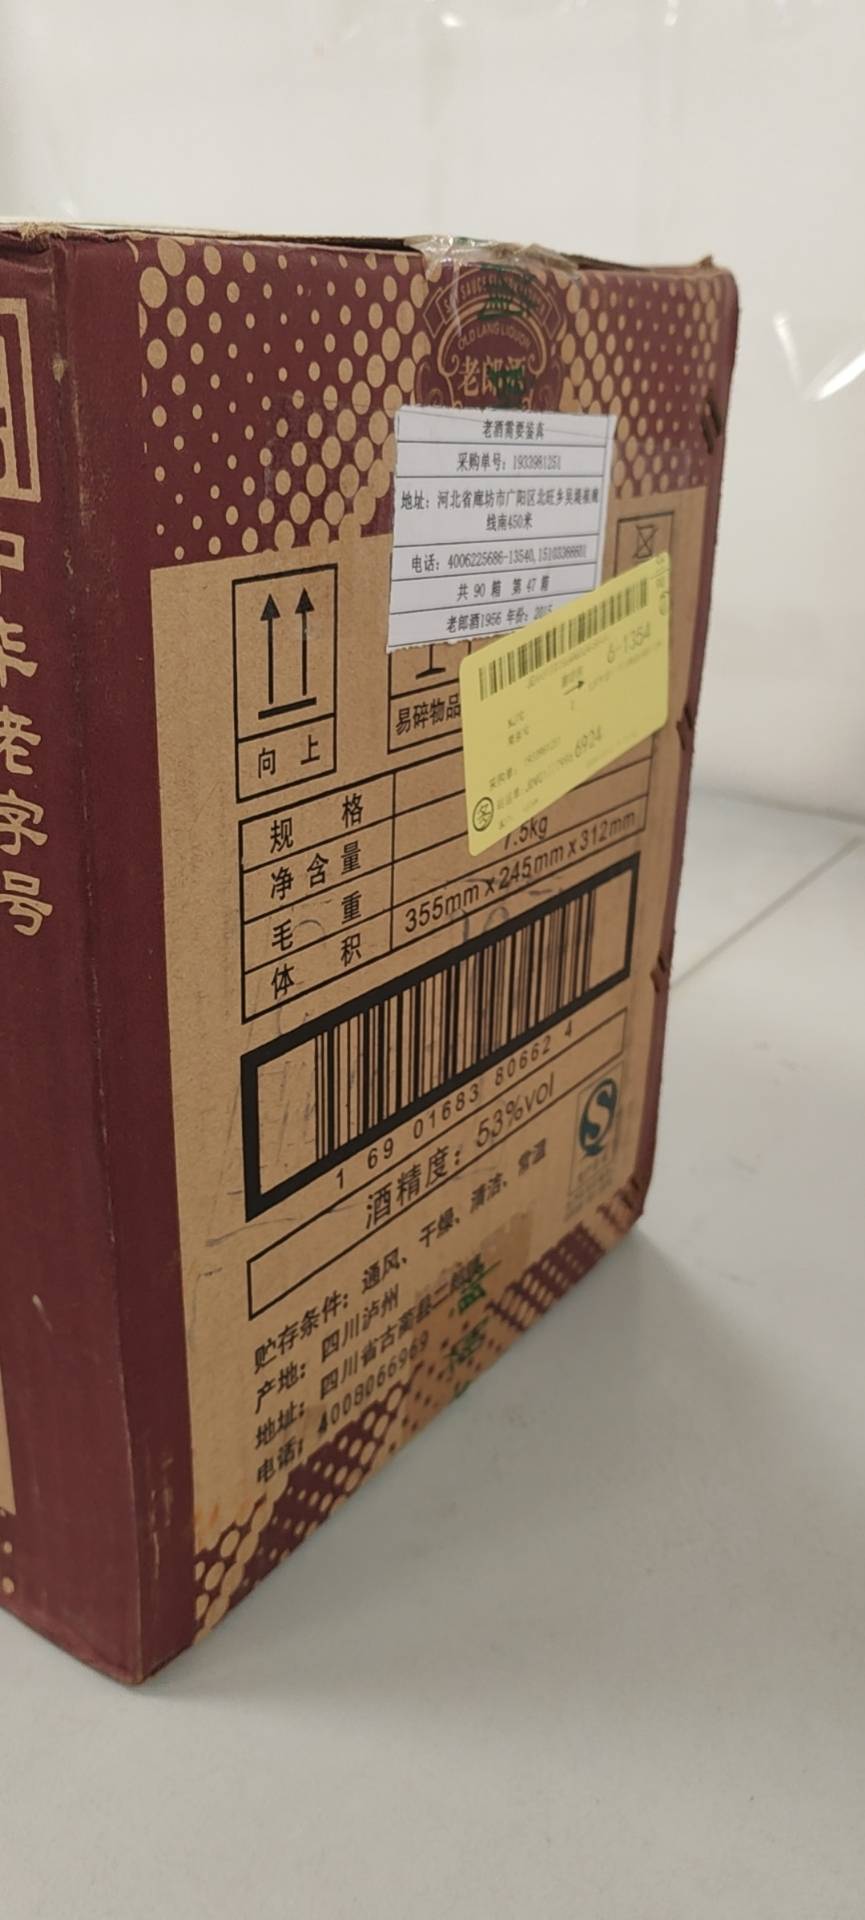 OLD LANG LIQUOR
老郎酒
老酒需要鉴真
采购单号：1933981251
地址：河北省廊坊市广阳区北旺乡
线南450米
电话：4006225686-13540,15103366601
共 90 箱 第 47 箱
老郎酒1956 年份：2015
6-1354
6924
冬
向 上
易碎物品
规 格
净含量
7.5kg
毛 重
355mm x 245mm x 312mm
体 积
1 69 01683 80662 4
酒精度：53%vol
贮存条件：通风、干燥、清洁、常温
产地：四川泸州
地址：四川省古蔺县二郎镇
电话：4008066969
中华老字号